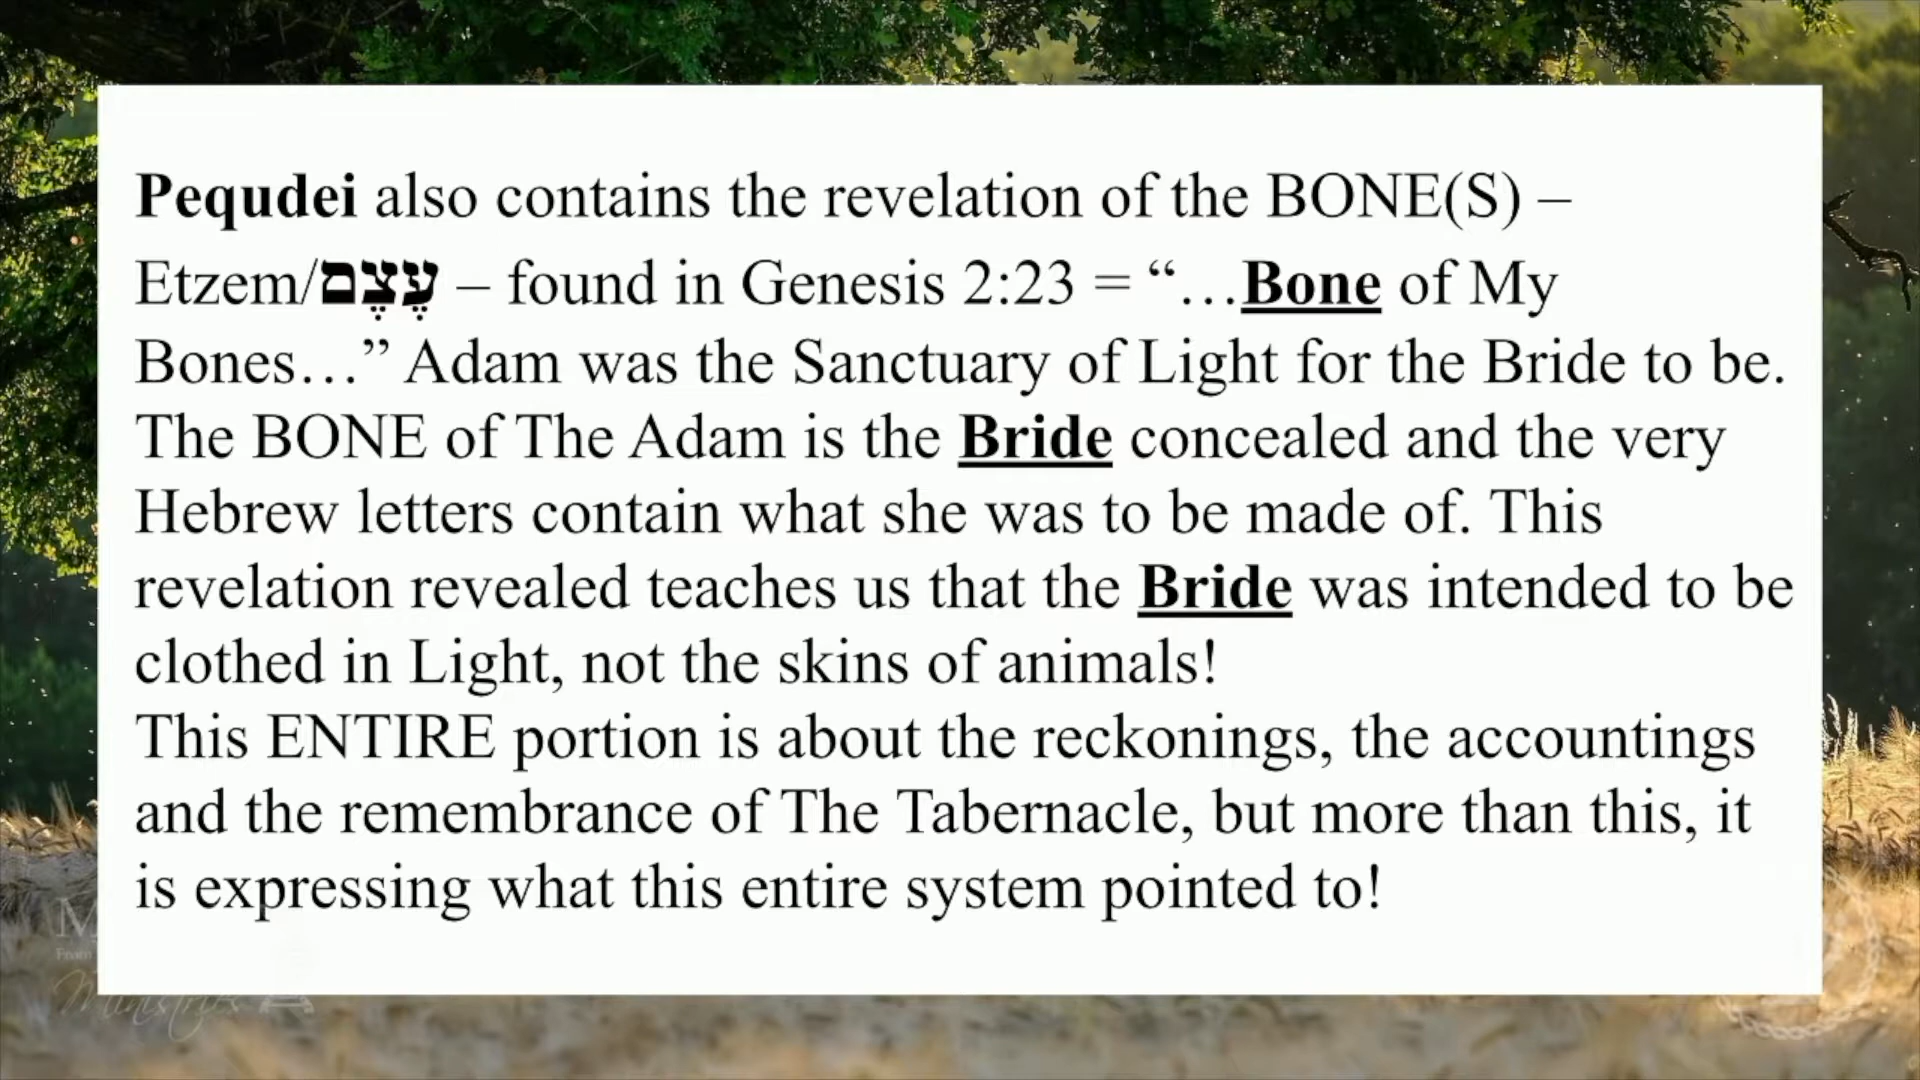 Pequdei also contains the revelation of the BONE(S) –
Etzem/עֶצֶם – found in Genesis 2:23 = “…Bone of My
Bones…” Adam was the Sanctuary of Light for the Bride to be.
The BONE of The Adam is the Bride concealed and the very
Hebrew letters contain what she was to be made of. This
revelation revealed teaches us that the Bride was intended to be
clothed in Light, not the skins of animals!
This ENTIRE portion is about the reckonings, the accountings
and the remembrance of The Tabernacle, but more than this, it
is expressing what this entire system pointed to!
Ministries